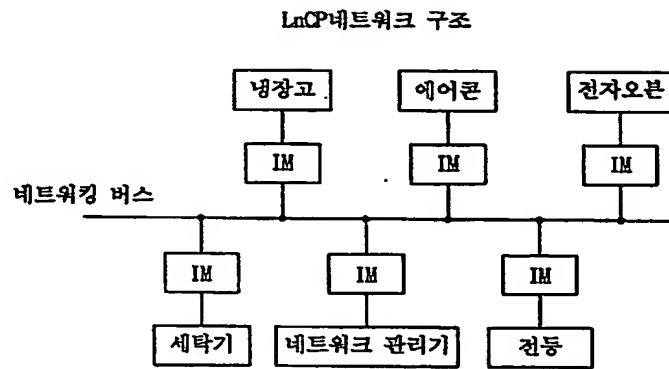 LnCP네트워크 구조
냉장고 에어콘 전자오븐
IM IM IM
네트워킹 버스
IM IM IM
세탁기 네트워크 관리기 전등